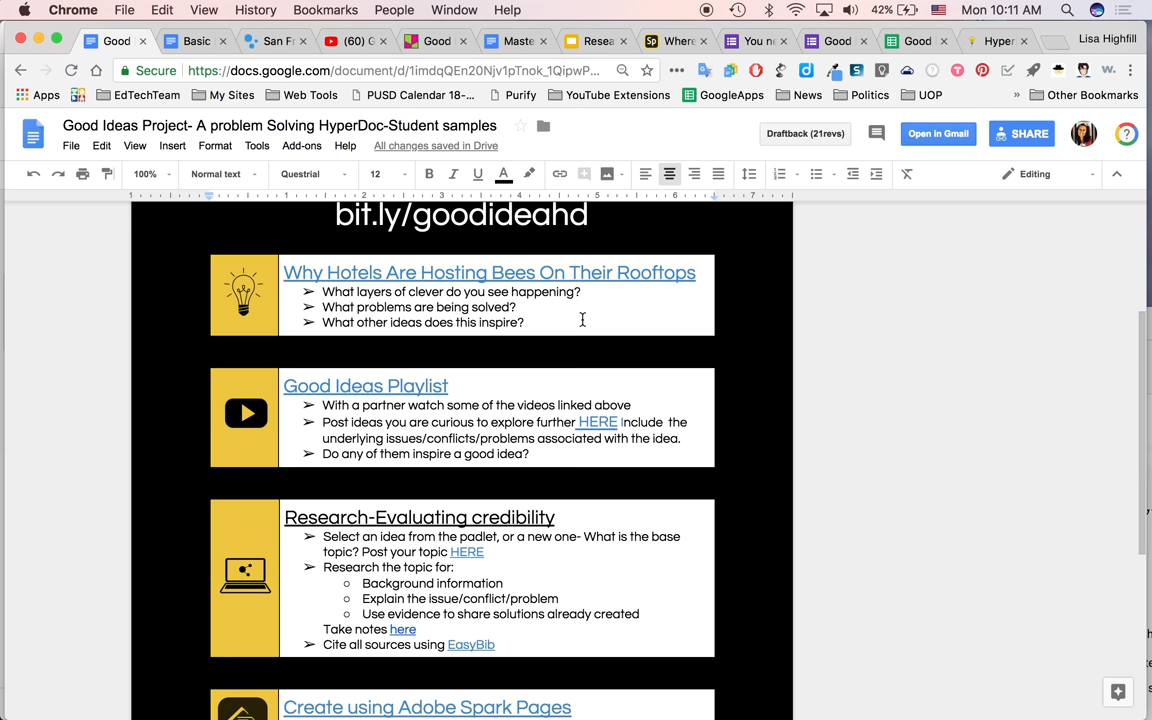 Chrome File Edit View History Bookmarks People Window Help 42% Mon 10:11 AM
Good Basic San Fr (60) G Good Maste Resea Where You n Good Good Hyper Lisa Highfill
Secure https://docs.google.com/document/d/1imdqQEn20Njv1pTnok_1QipwP...
Apps EdTechTeam My Sites Web Tools PUSD Calendar 18-... Purify YouTube Extensions GoogleApps News Politics UOP » Other Bookmarks
Good Ideas Project- A problem Solving HyperDoc-Student samples
Draftback (21revs) Open in Gmail SHARE
File Edit View Insert Format Tools Add-ons Help All changes saved in Drive
100% Normal text Questrial 12 B I U A Editing
1 1 2 3 4 5 6 7
bit.ly/goodideahd
Why Hotels Are Hosting Bees On Their Rooftops
➢ What layers of clever do you see happening?
➢ What problems are being solved?
➢ What other ideas does this inspire?
Good Ideas Playlist
➢ With a partner watch some of the videos linked above
➢ Post ideas you are curious to explore further HERE Include the
underlying issues/conflicts/problems associated with the idea.
➢ Do any of them inspire a good idea?
Research-Evaluating credibility
➢ Select an idea from the padlet, or a new one- What is the base
topic? Post your topic HERE
➢ Research the topic for:
○ Background information
○ Explain the issue/conflict/problem
○ Use evidence to share solutions already created
Take notes here
➢ Cite all sources using EasyBib
Create using Adobe Spark Pages